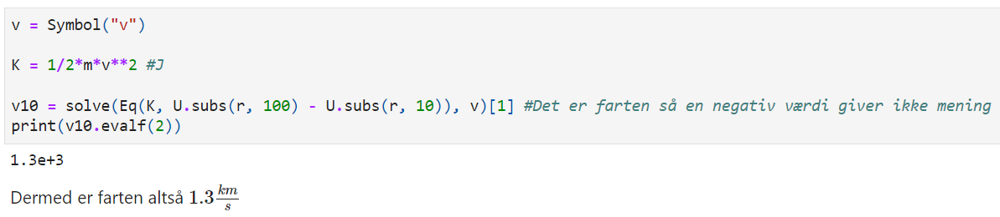 v = Symbol("v")
K = 1/2*m*v**2 #J
v10 = solve(Eq(K, U.subs(r, 100) - U.subs(r, 10)), v)[1] #Det er farten så en negativ værdi giver ikke mening
print(v10.evalf(2))
1.3e+3
Dermed er farten altså 1.3 km/s